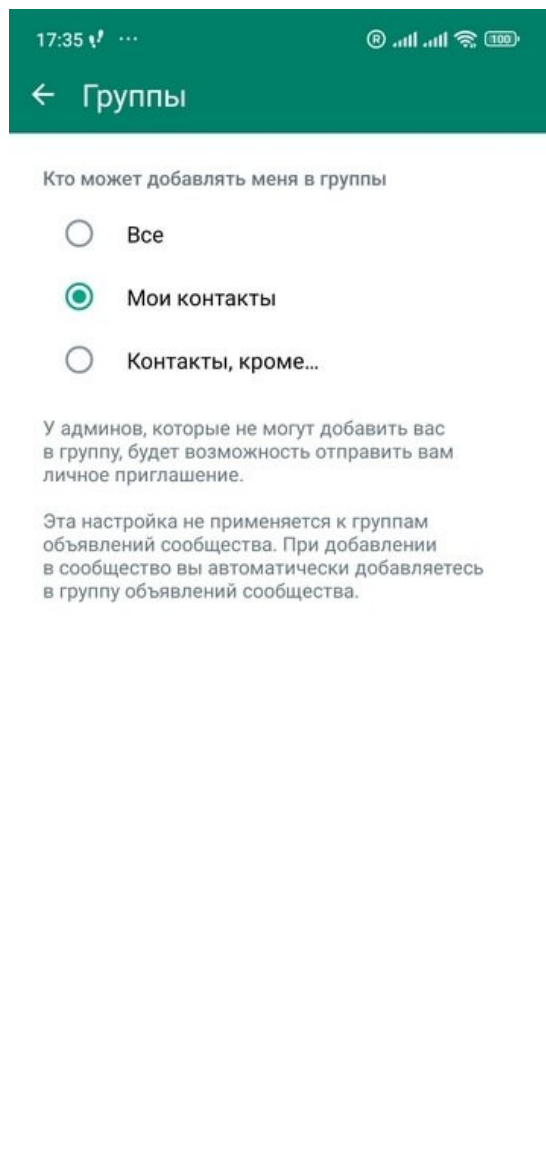 17:35 ...
R 100
Группы
Кто может добавлять меня в группы
Все
Мои контакты
Контакты, кроме...
У админов, которые не могут добавить вас
в группу, будет возможность отправить вам
личное приглашение.
Эта настройка не применяется к группам
объявлений сообщества. При добавлении
в сообщество вы автоматически добавляетесь
в группу объявлений сообщества.